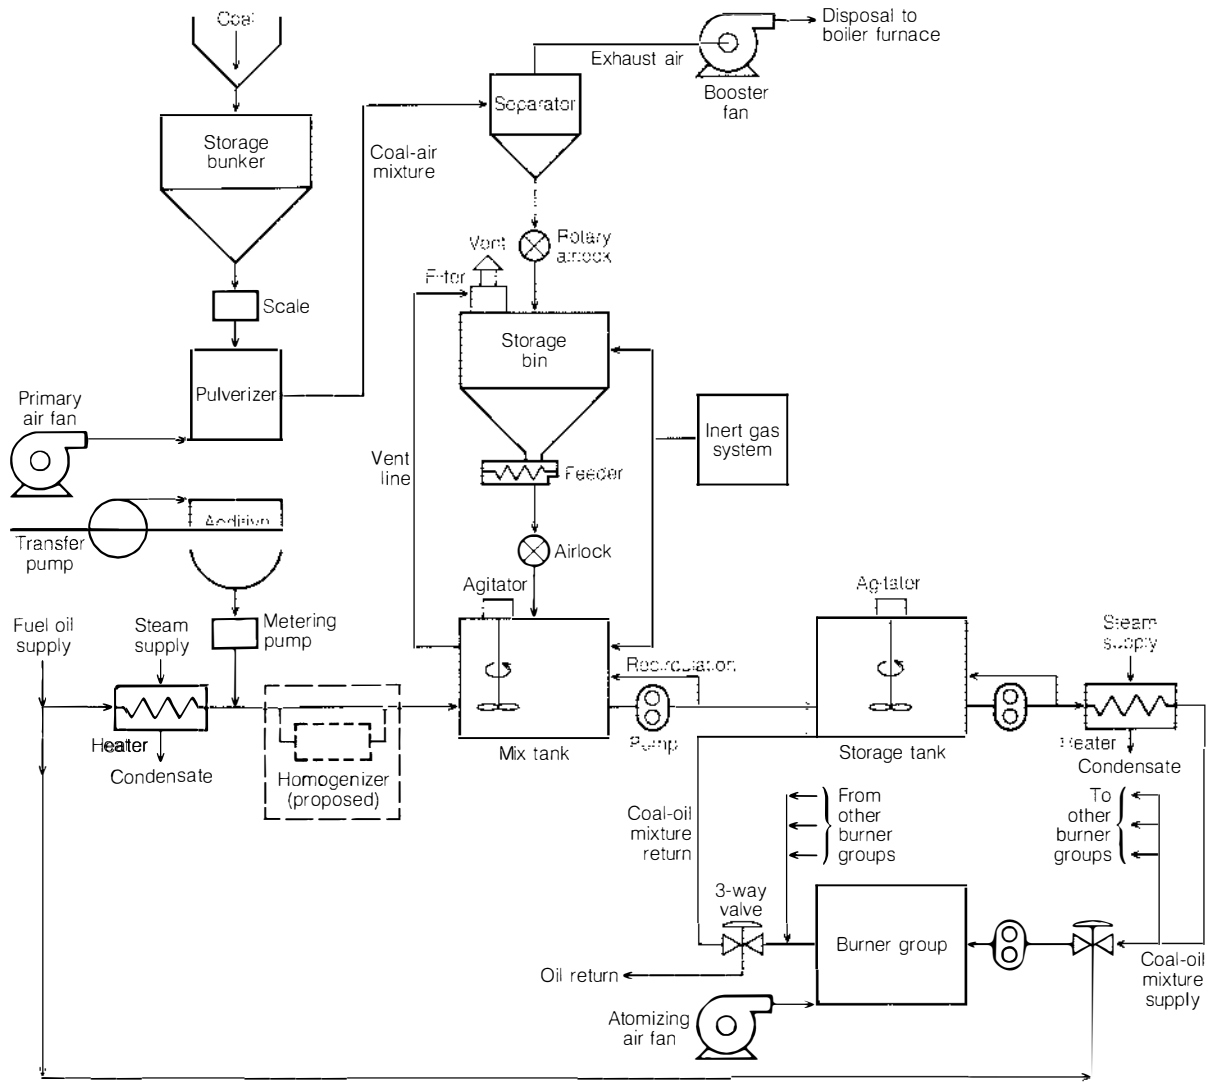 Coal
Disposal to
boiler furnace
Exhaust air
Booster
fan
Separator
Storage
bunker
Coal-air
mixture
Rotary
airlock
Vent
Filter
Scale
Storage
bin
Pulverizer
Primary
air fan
Inert gas
system
Vent
line
Feeder
Additive
Transfer
pump
Airlock
Agitator
Agitator
Metering
pump
Fuel oil
supply
Steam
supply
Steam
supply
Recirculation
Heater
Condensate
Homogenizer
(proposed)
Mix tank
Pump
Storage tank
Heater
Condensate
Coal-oil
mixture
return
From
other
burner
groups
To
other
burner
groups
3-way
valve
Burner group
Oil return
Coal-oil
mixture
supply
Atomizing
air fan